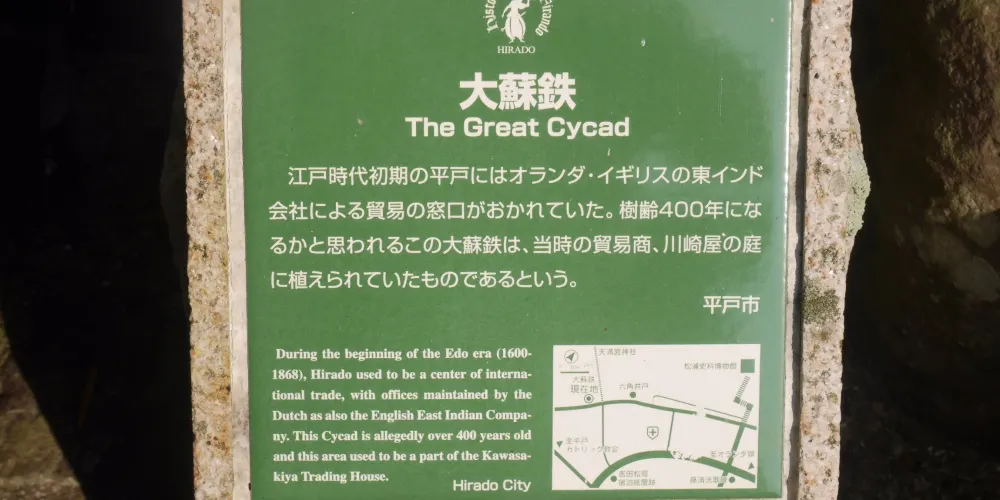 HIRADO
大蘇鉄
The Great Cycad
江戸時代初期の平戸にはオランダ・イギリスの東インド
会社による貿易の窓口がおかれていた。樹齢400年にな
るかと思われるこの大蘇鉄は、当時の貿易商、川崎屋の庭
に植えられていたものであるという。
平戸市
During the beginning of the Edo era (1600-
1868), Hirado used to be a center of interna-
tional trade, with offices maintained by the
Dutch as also the English East Indian Compa-
ny. This Cycad is allegedly over 400 years old
and this area used to be a part of the Kawasa-
kiya Trading House.
Hirado City
天満宮神社
松浦史料博物館
大蘇鉄
現在地
六角井戸